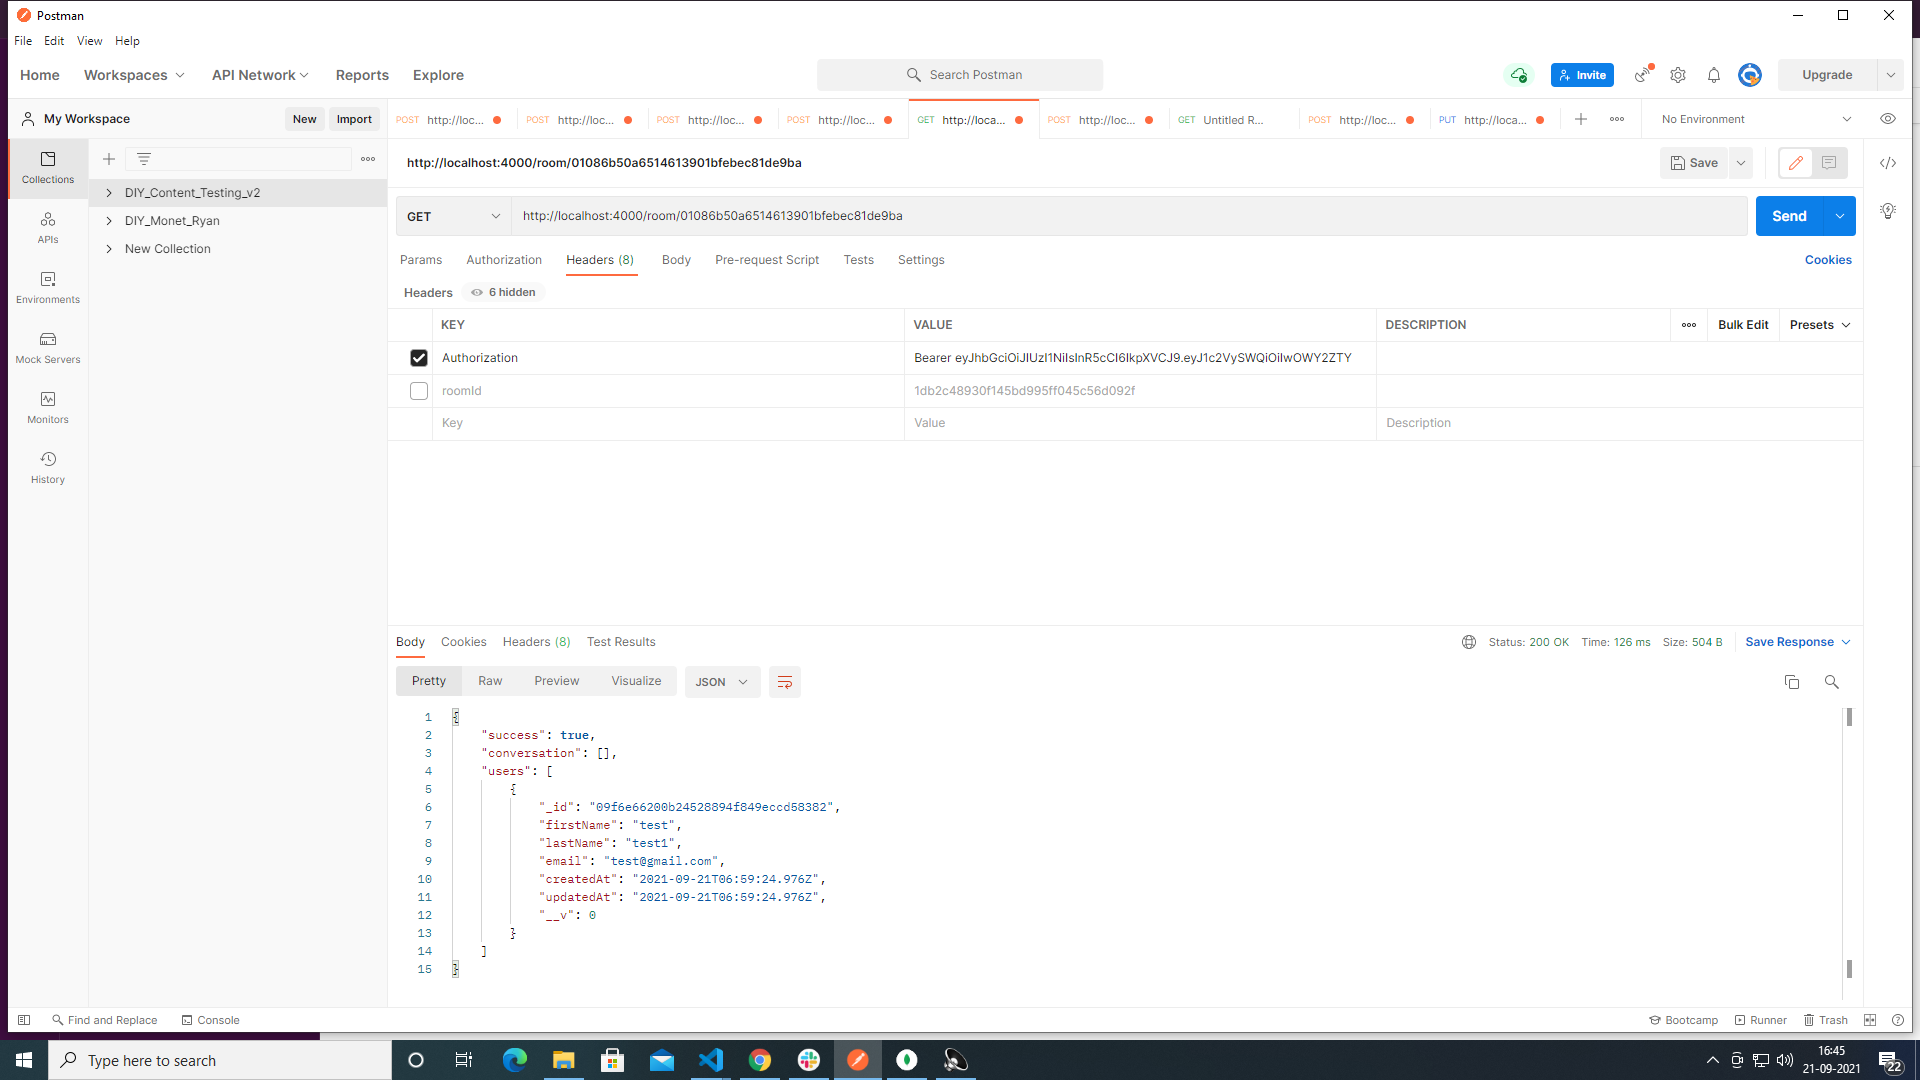 Postman
File Edit View Help
Home Workspaces API Network Reports Explore Search Postman Invite Upgrade
My Workspace New Import POST http://loc... POST http://loc... POST http://loc... POST http://loc... GET http://loca... POST http://loc... GET Untitled R... POST http://loc... PUT http://loca... No Environment
Collections
APIs
Environments
Mock Servers
Monitors
History
DIY_Content_Testing_v2
DIY_Monet_Ryan
New Collection
http://localhost:4000/room/01086b50a6514613901bfebec81de9ba Save
GET http://localhost:4000/room/01086b50a6514613901bfebec81de9ba Send
Params Authorization Headers (8) Body Pre-request Script Tests Settings Cookies
Headers 6 hidden
KEY VALUE DESCRIPTION Bulk Edit Presets
Authorization Bearer eyJhbGciOiJIUzI1NiIsInR5cCI6IkpXVCJ9.eyJ1c2VySWQiOiIwOWY2ZTY
roomId 1db2c48930f145bd995ff045c56d092f
Key Value Description
Body Cookies Headers (8) Test Results Status: 200 OK Time: 126 ms Size: 504 B Save Response
Pretty Raw Preview Visualize JSON
1 {
2 "success": true,
3 "conversation": [],
4 "users": [
5 {
6 "_id": "09f6e66200b24528894f849eccd58382",
7 "firstName": "test",
8 "lastName": "test1",
9 "email": "test@gmail.com",
10 "createdAt": "2021-09-21T06:59:24.976Z",
11 "updatedAt": "2021-09-21T06:59:24.976Z",
12 "__v": 0
13 }
14 ]
15 }
Find and Replace Console Bootcamp Runner Trash
Type here to search 16:45
21-09-2021 22